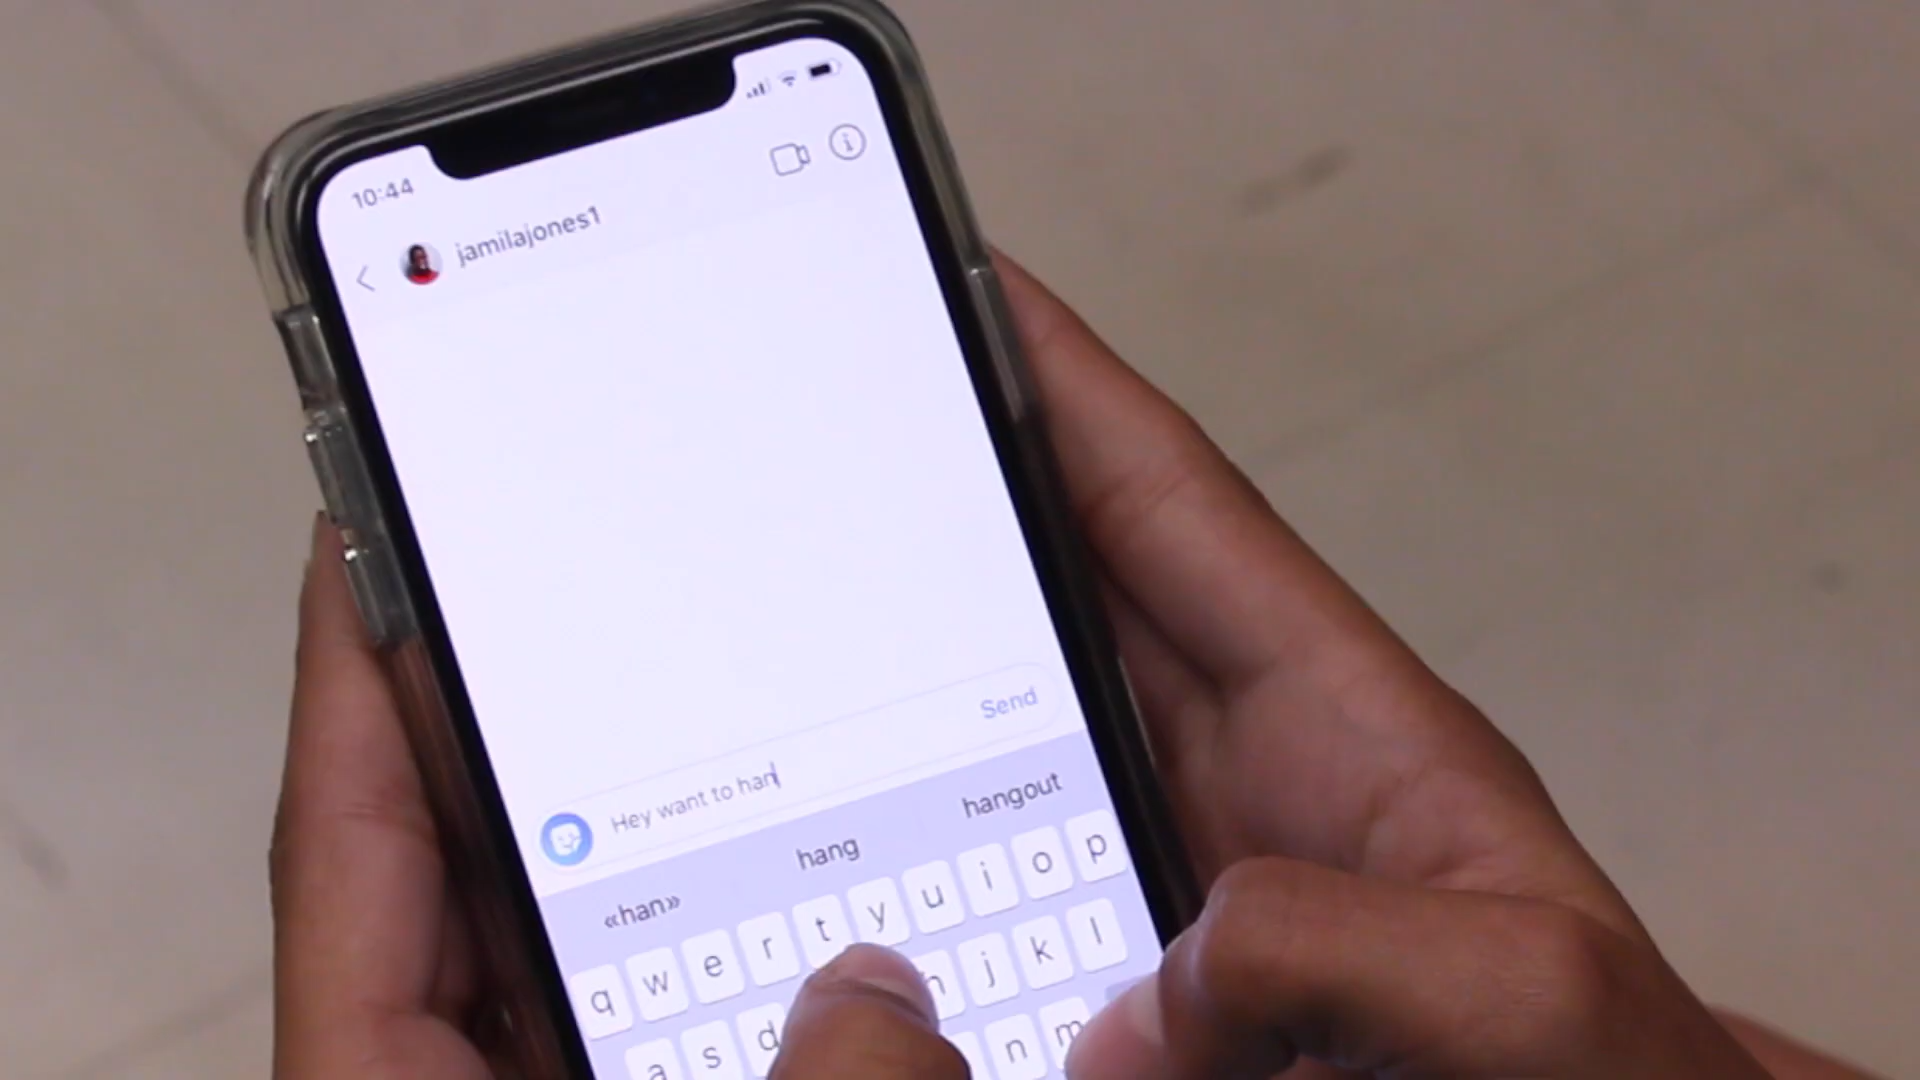 10:44
jamilajones1
Hey want to han
Send
«han» hang hangout
q w e r t y u i o p
a s d h j k l
n m